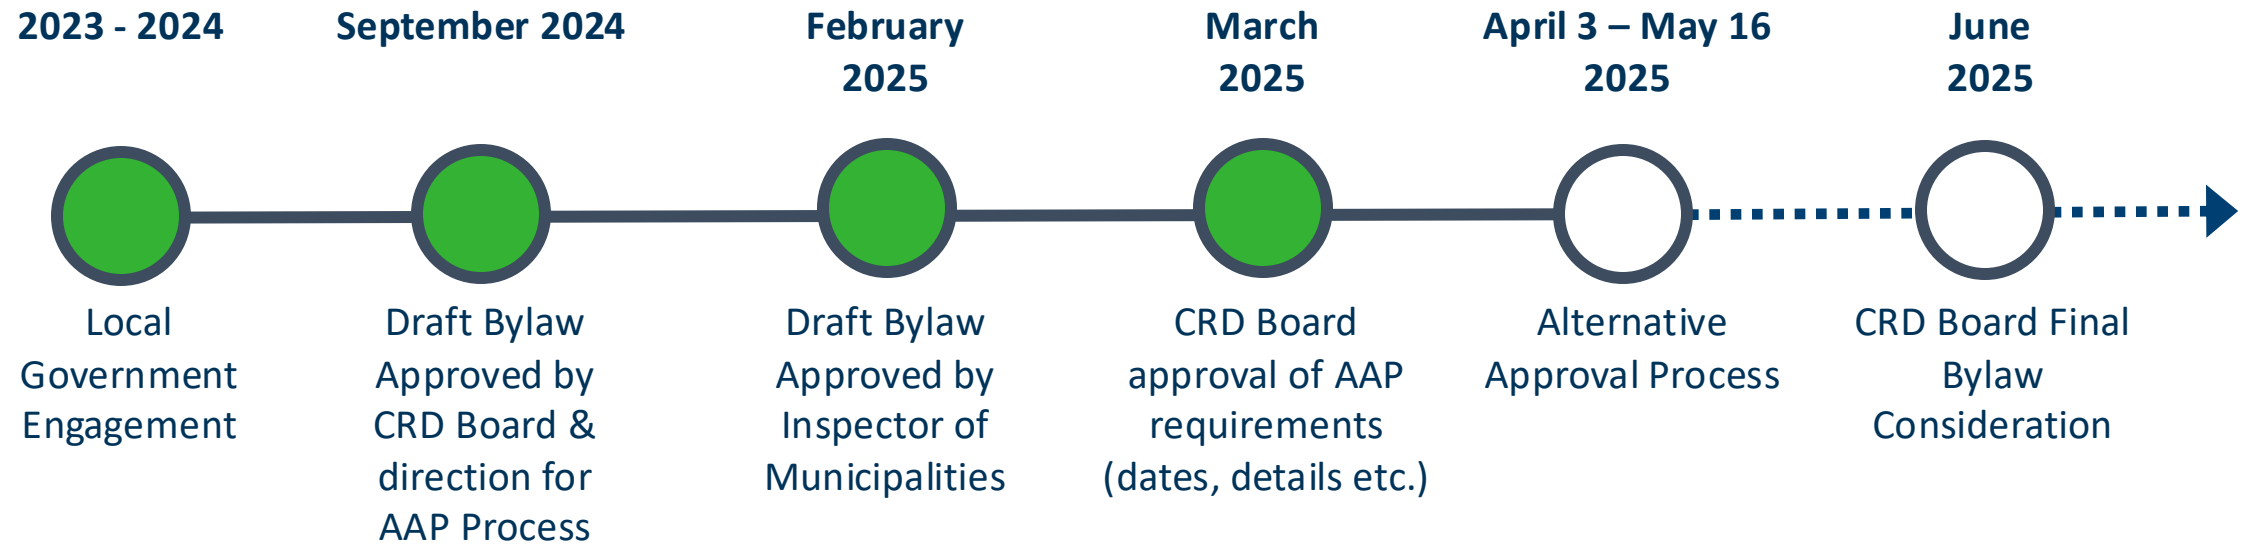 2023 - 2024
Local
Government
Engagement
September 2024
Draft Bylaw
Approved by
CRD Board &
direction for
AAP Process
February
2025
Draft Bylaw
Approved by
Inspector of
Municipalities
March
2025
CRD Board
approval of AAP
requirements
(dates, details etc.)
April 3 – May 16
2025
Alternative
Approval Process
June
2025
CRD Board Final
Bylaw
Consideration